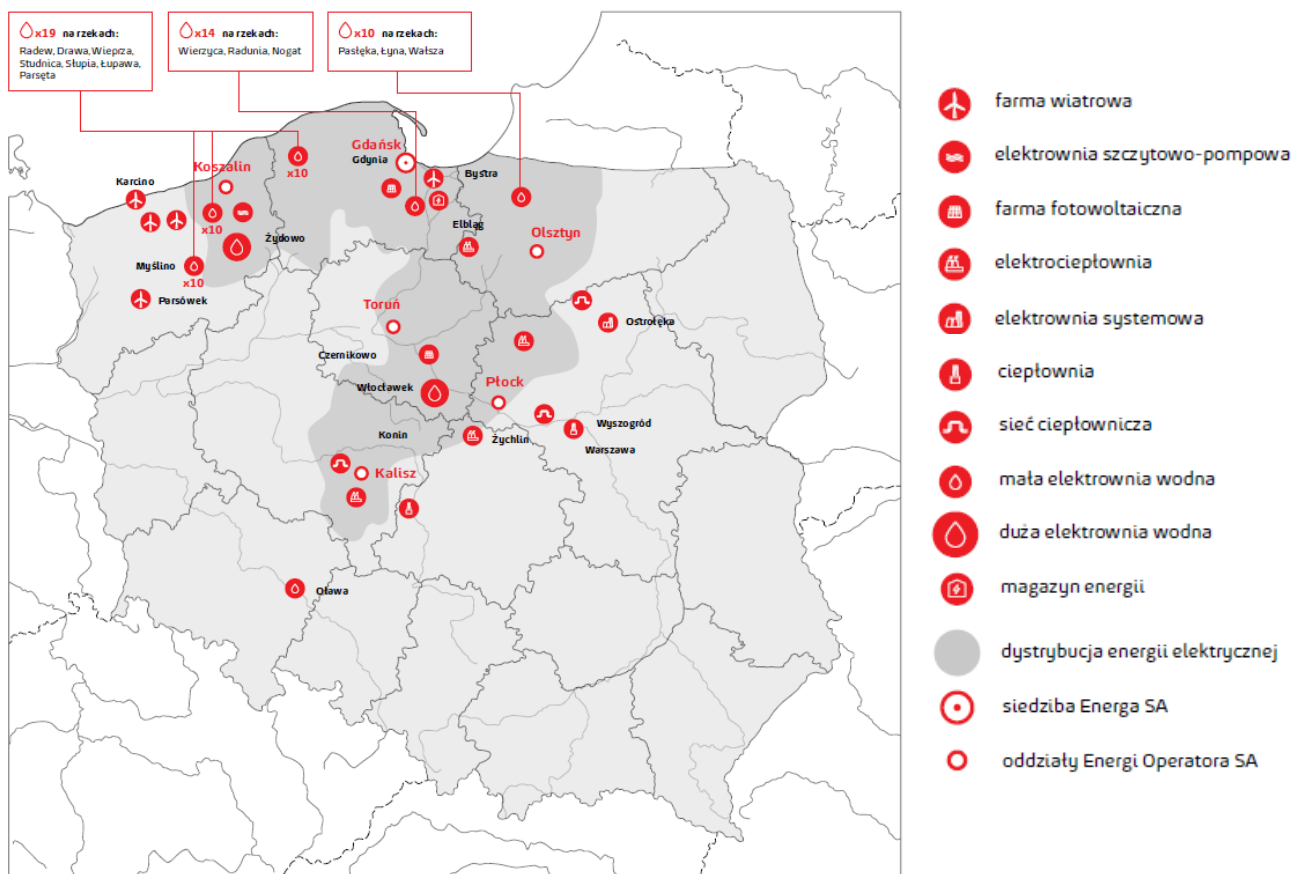 x19 na rzekach:
Radew, Drawa, Wieprza,
Studnica, Słupia, Łupawa,
Parsęta
x14 na rzekach:
Wierzyca, Radunia, Nogat
x10 na rzekach:
Pasłęka, Łyna, Wałsza
Gdańsk
Gdynia
Koszalin
x10
Bystra
Karcino
x10
Elbląg
Olsztyn
Żydowo
Myślino
x10
Parsówek
Toruń
Ostrołęka
Czernikowo
Włocławek
Płock
Wyszogród
Konin
Żychlin
Warszawa
Kalisz
Oława
farma wiatrowa
elektrownia szczytowo-pompowa
farma fotowoltaiczna
elektrociepłownia
elektrownia systemowa
ciepłownia
sieć ciepłownicza
mała elektrownia wodna
duża elektrownia wodna
magazyn energii
dystrybucja energii elektrycznej
siedziba Energa SA
oddziały Energi Operatora SA